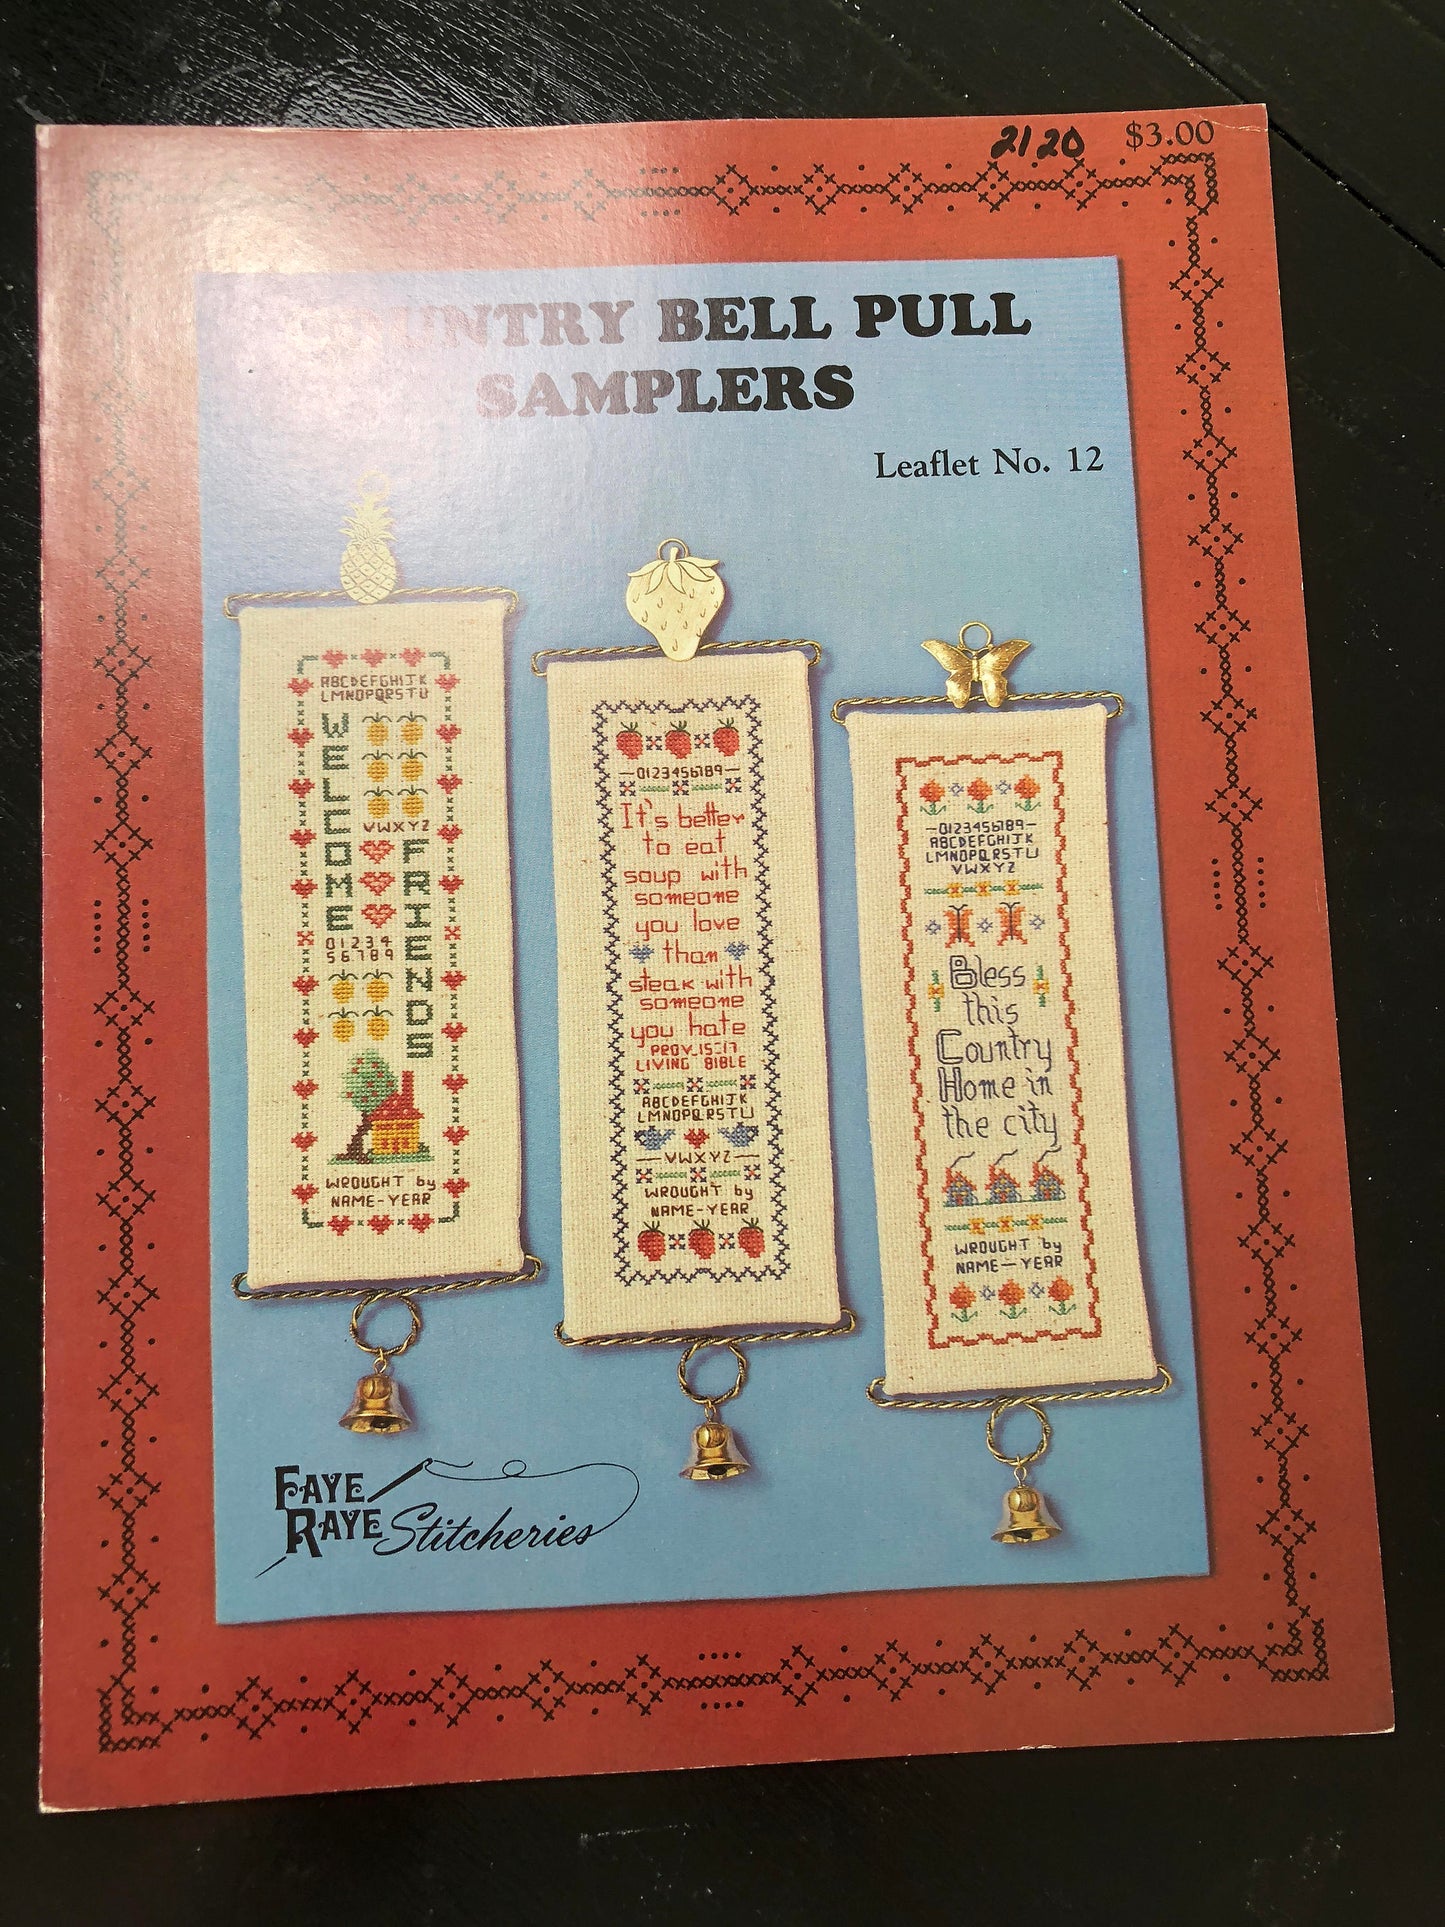 2120 $3.00
COUNTRY BELL PULL
SAMPLERS
Leaflet No. 12
ABCDEFGHIJK
LMNOPQRSTU
WELCOME
VWXYZ
FRIENDS
01234
56789
WROUGHT by
NAME-YEAR
-0123456789-
It's better
to eat
soup with
someone
you love
than
steak with
someone
you hate
PROV. 15:17
LIVING BIBLE
ABCDEFGHIJK
LMNOPQRSTU
-VWXYZ-
WROUGHT by
NAME-YEAR
-0123456789-
ABCDEFGHIJK
LMNOPQRSTU
VWXYZ
Bless
this
Country
Home in
the city
WROUGHT by
NAME-YEAR
FAYE
RAYE Stitcheries